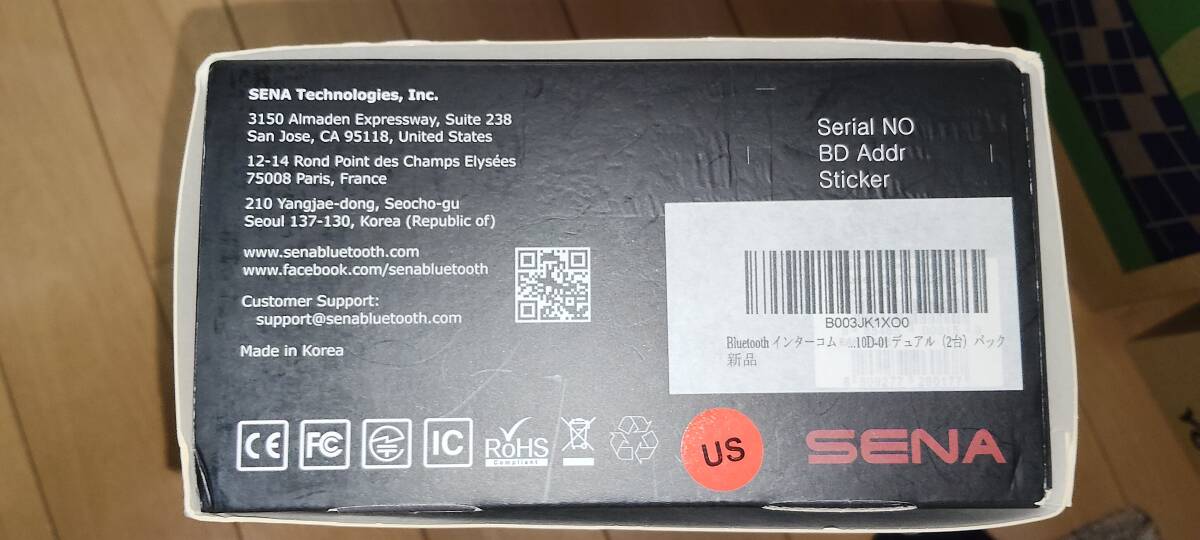 SENA Technologies, Inc.
3150 Almaden Expressway, Suite 238
San Jose, CA 95118, United States
12-14 Rond Point des Champs Elysées
75008 Paris, France
210 Yangjae-dong, Seocho-gu
Seoul 137-130, Korea (Republic of)
www.senabluetooth.com
www.facebook.com/senabluetooth
Customer Support:
support@senabluetooth.com
Made in Korea
CE FC IC RoHS
Compliant
Serial NO
BD Addr
Sticker
B003JK1XO0
Bluetooth インターコム ...10D-01 デュアル（2台）パック
新品
US
SENA